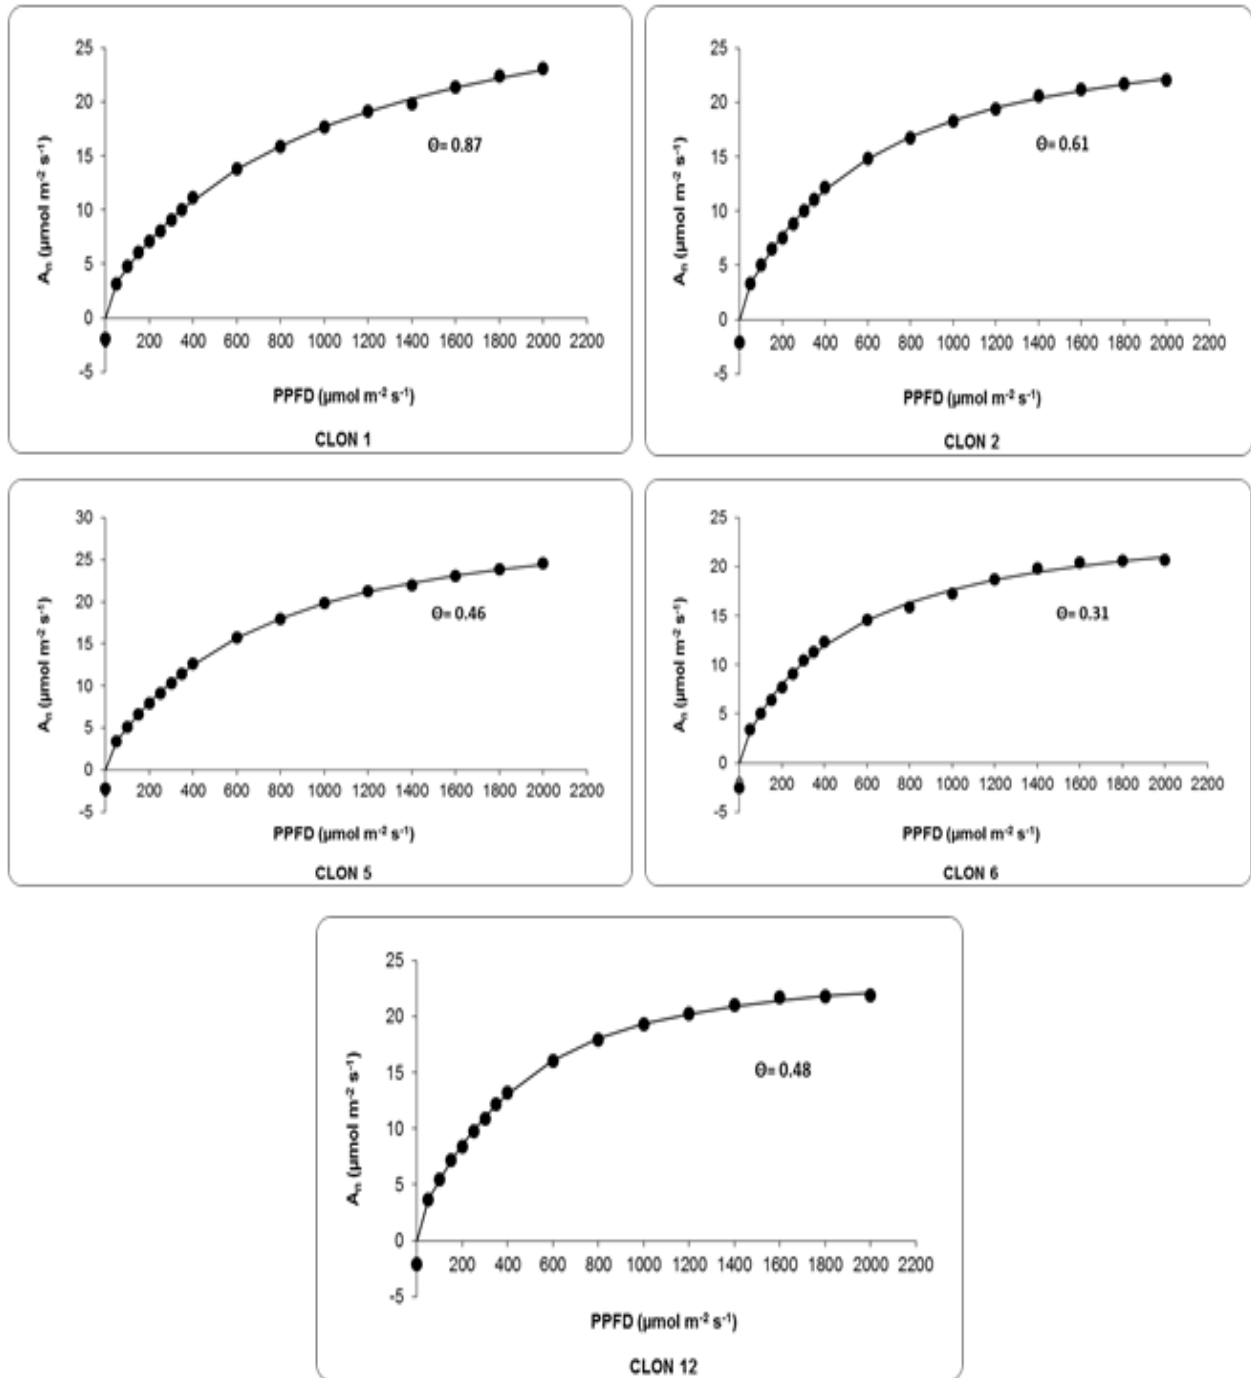 25
20
15
10
5
0
-5
200 400 600 800 1000 1200 1400 1600 1800 2000 2200
Aₙ (µmol m⁻² s⁻¹)
Θ= 0.87
PPFD (µmol m⁻² s⁻¹)
CLON 1
25
20
15
10
5
0
-5
200 400 600 800 1000 1200 1400 1600 1800 2000 2200
Aₙ (µmol m⁻² s⁻¹)
Θ= 0.61
PPFD (µmol m⁻² s⁻¹)
CLON 2
30
25
20
15
10
5
0
-5
200 400 600 800 1000 1200 1400 1600 1800 2000 2200
Aₙ (µmol m⁻² s⁻¹)
Θ= 0.46
PPFD (µmol m⁻² s⁻¹)
CLON 5
25
20
15
10
5
0
-5
200 400 600 800 1000 1200 1400 1600 1800 2000 2200
Aₙ (µmol m⁻² s⁻¹)
Θ= 0.31
PPFD (µmol m⁻² s⁻¹)
CLON 6
25
20
15
10
5
0
-5
200 400 600 800 1000 1200 1400 1600 1800 2000 2200
Aₙ (µmol m⁻² s⁻¹)
Θ= 0.48
PPFD (µmol m⁻² s⁻¹)
CLON 12